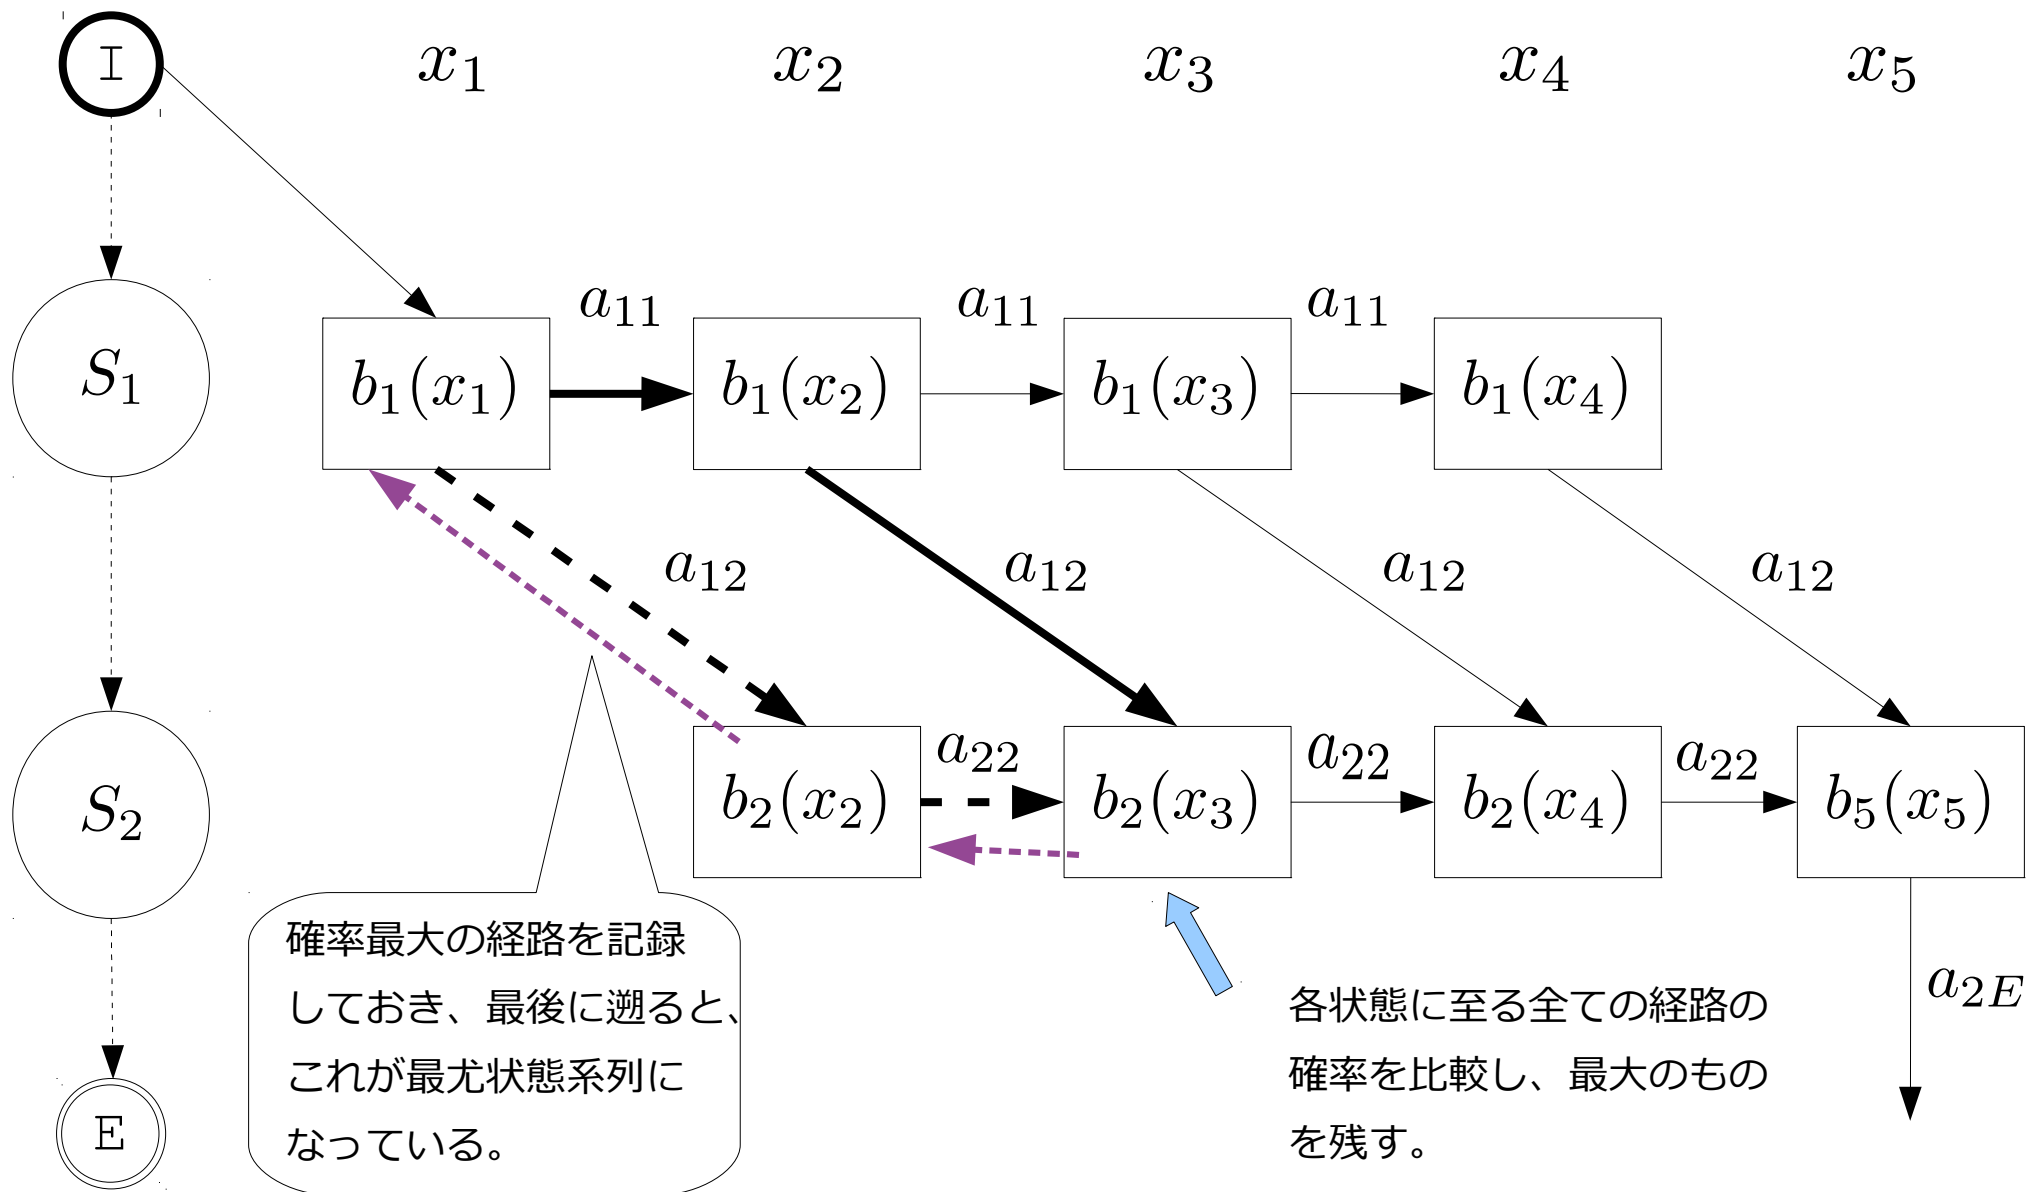 I x₁ x₂ x₃ x₄ x₅
a₁₁ a₁₁ a₁₁
S₁ b₁(x₁) b₁(x₂) b₁(x₃) b₁(x₄)
a₁₂ a₁₂ a₁₂ a₁₂
a₂₂ a₂₂ a₂₂
S₂ b₂(x₂) b₂(x₃) b₂(x₄) b₅(x₅)
確率最大の経路を記録
しておき、最後に遡ると、
これが最尤状態系列に
なっている。
各状態に至る全ての経路の
確率を比較し、最大のもの
を残す。
a₂E
E